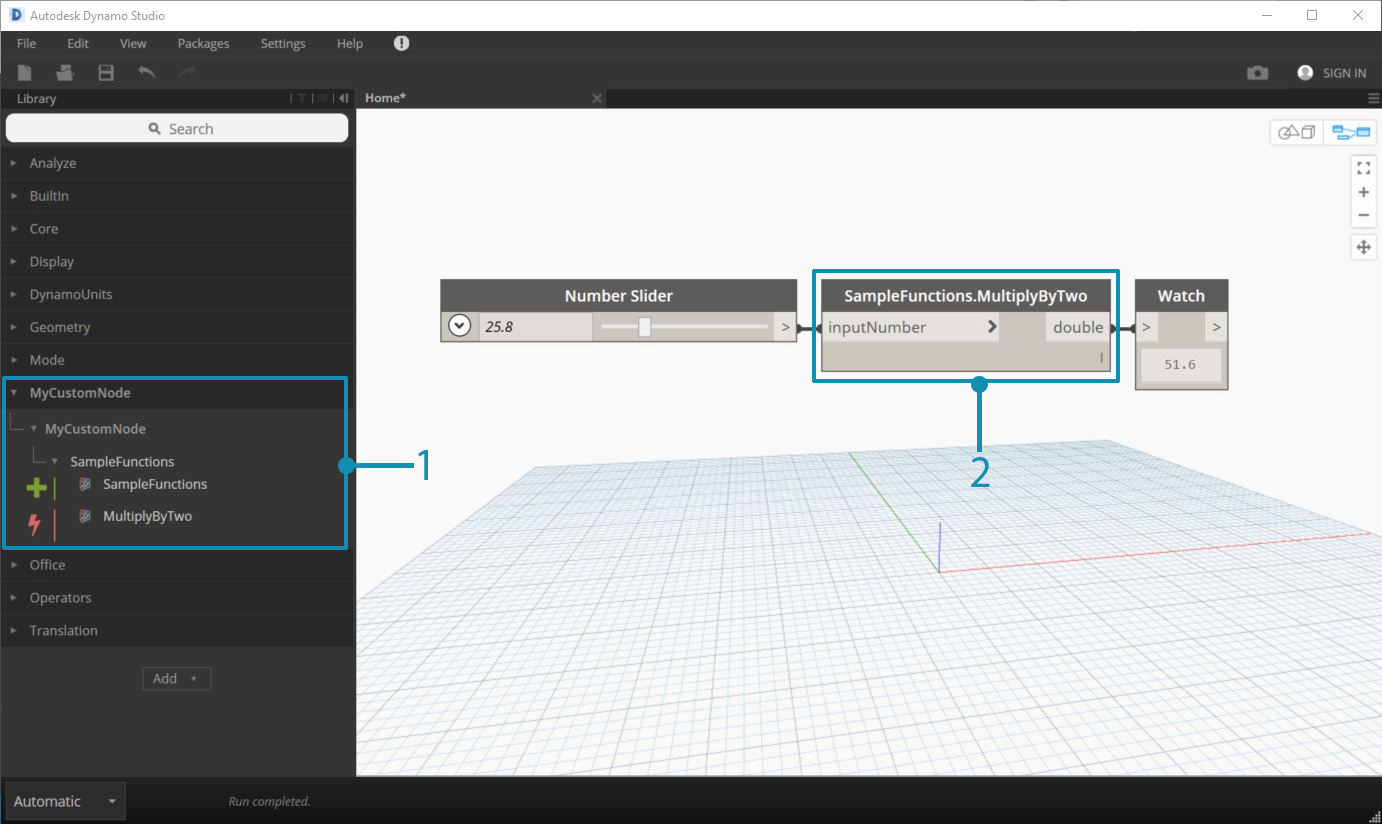 Autodesk Dynamo Studio
File Edit View Packages Settings Help
SIGN IN
Library
Home*
Search
Analyze
BuiltIn
Core
Display
DynamoUnits
Geometry
Mode
MyCustomNode
MyCustomNode
SampleFunctions
SampleFunctions
MultiplyByTwo
Office
Operators
Translation
Add
1
Number Slider
25.8
>
SampleFunctions.MultiplyByTwo
inputNumber
double
Watch
> >
51.6
2
Automatic
Run completed.